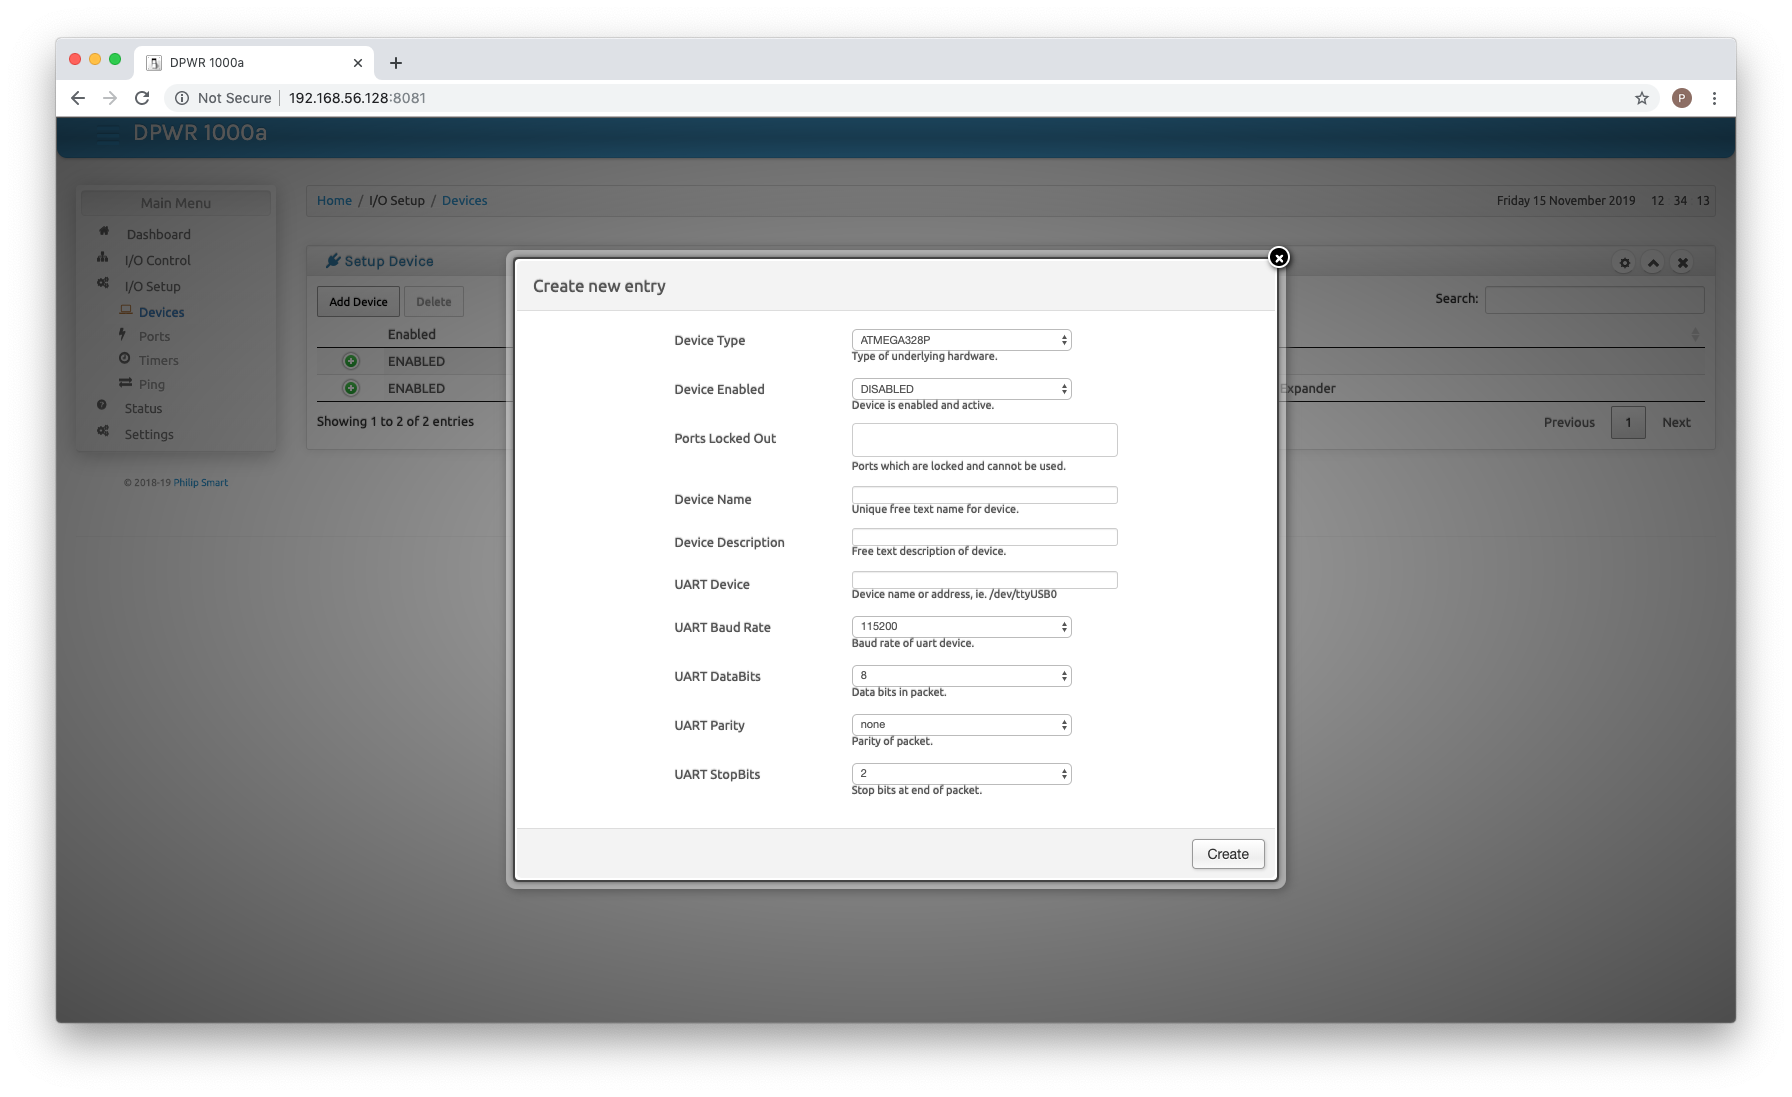 DPWR 1000a
Not Secure 192.168.56.128:8081
P
DPWR 1000a
Main Menu
Dashboard
I/O Control
I/O Setup
Devices
Ports
Timers
Ping
Status
Settings
© 2018-19 Philip Smart
Home / I/O Setup / Devices
Friday 15 November 2019 12 34 13
Setup Device
Add Device Delete
Search:
Enabled
ENABLED
ENABLED
Expander
Showing 1 to 2 of 2 entries
Previous 1 Next
Create new entry
Device Type ATMEGA328P
Type of underlying hardware.
Device Enabled DISABLED
Device is enabled and active.
Ports Locked Out
Ports which are locked and cannot be used.
Device Name
Unique free text name for device.
Device Description
Free text description of device.
UART Device
Device name or address, ie. /dev/ttyUSB0
UART Baud Rate 115200
Baud rate of uart device.
UART DataBits 8
Data bits in packet.
UART Parity none
Parity of packet.
UART StopBits 2
Stop bits at end of packet.
Create